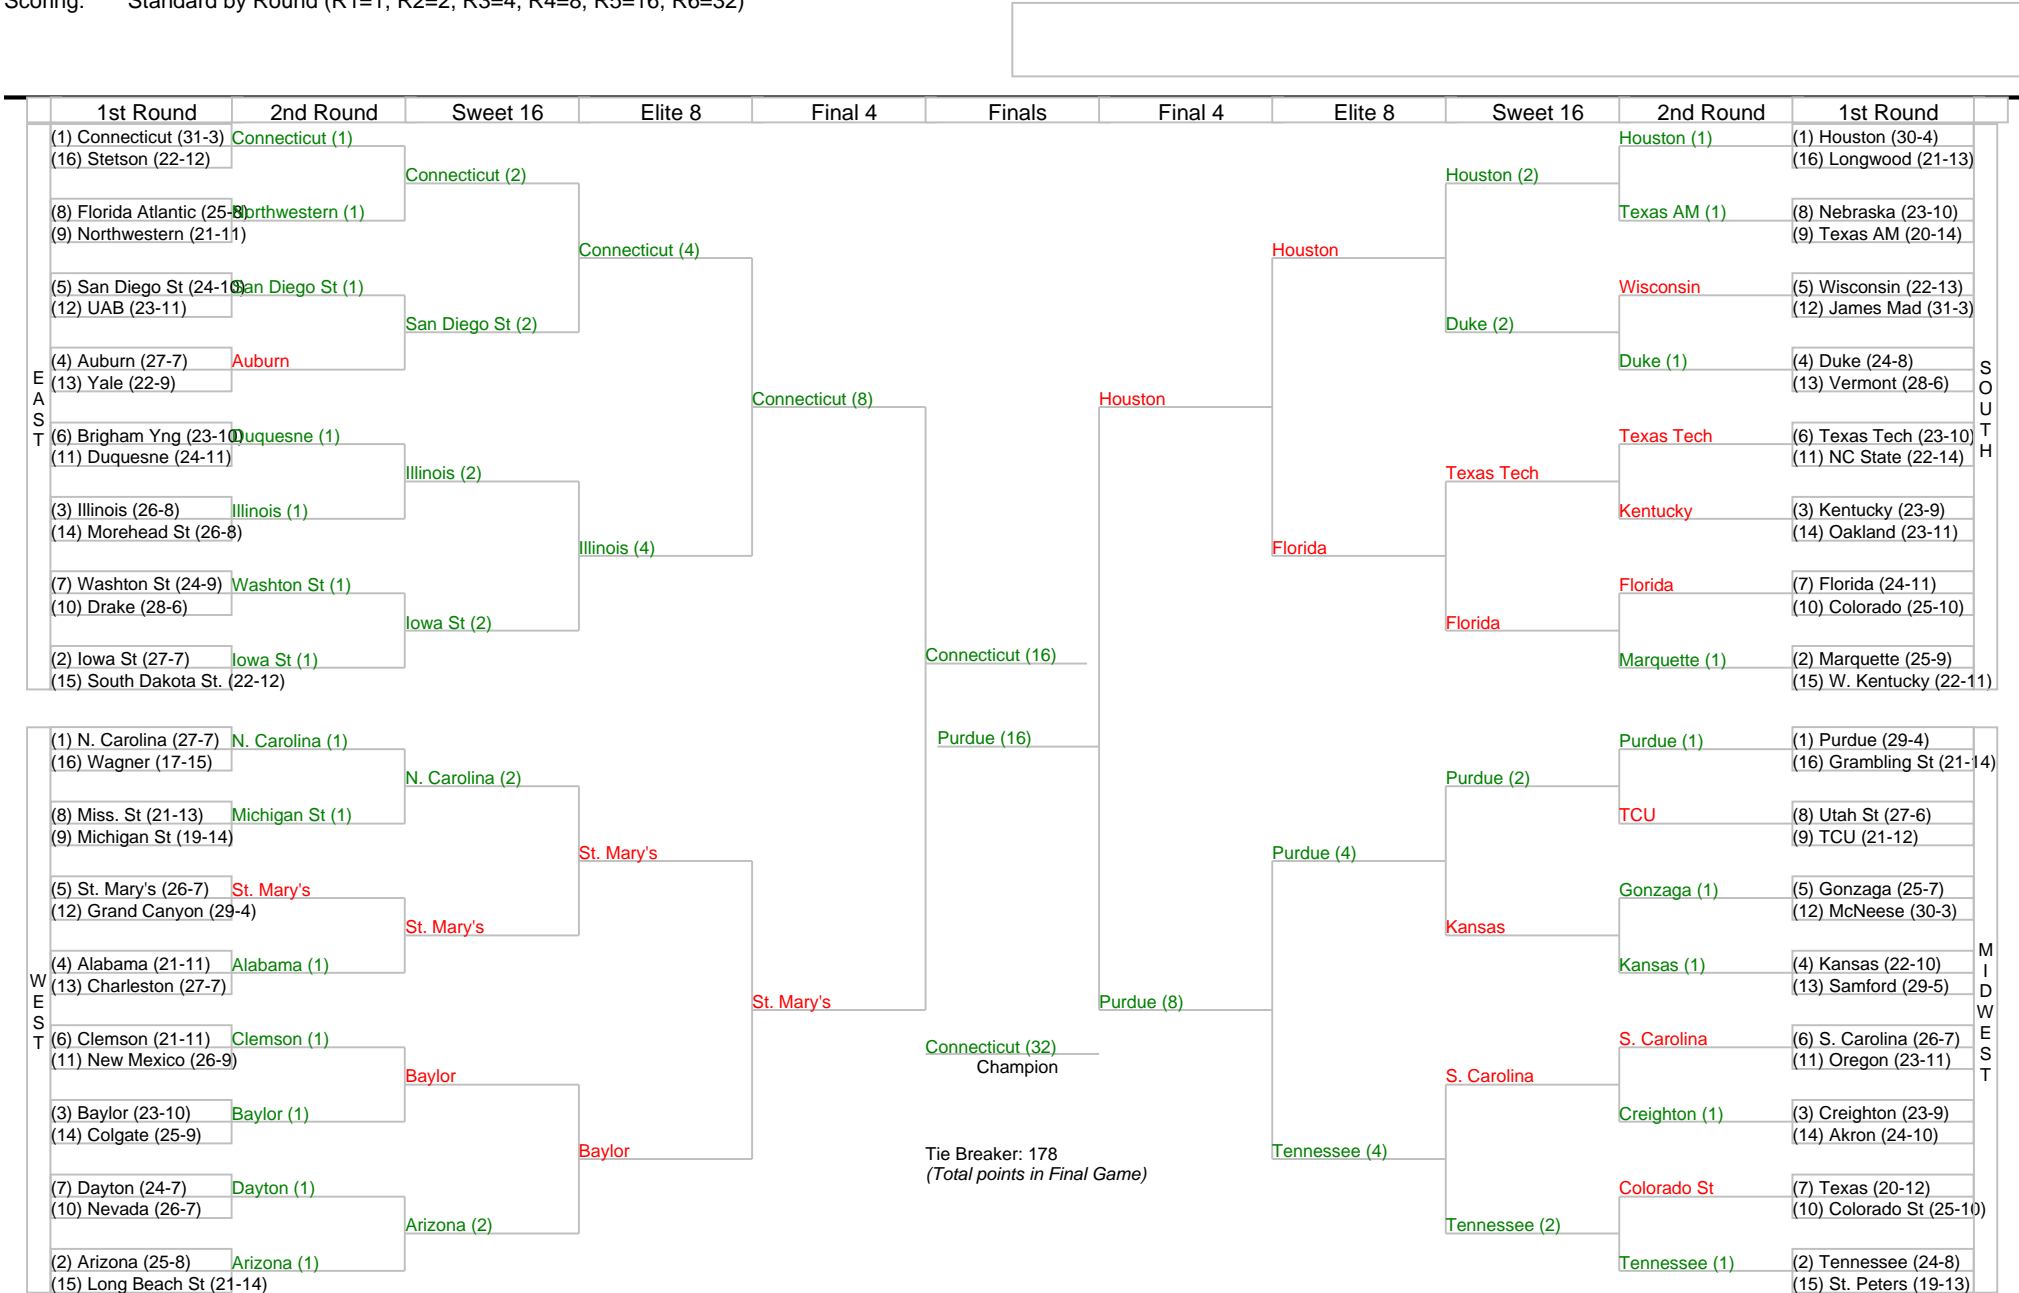 Scoring: Standard by Round (R1=1, R2=2, R3=4, R4=8, R5=16, R6=32)
1st Round 2nd Round Sweet 16 Elite 8 Final 4 Finals Final 4 Elite 8 Sweet 16 2nd Round 1st Round
EAST
(1) Connecticut (31-3)
(16) Stetson (22-12)
(8) Florida Atlantic (25-8)
(9) Northwestern (21-11)
(5) San Diego St (24-10)
(12) UAB (23-11)
(4) Auburn (27-7)
(13) Yale (22-9)
(6) Brigham Yng (23-10)
(11) Duquesne (24-11)
(3) Illinois (26-8)
(14) Morehead St (26-8)
(7) Washton St (24-9)
(10) Drake (28-6)
(2) Iowa St (27-7)
(15) South Dakota St. (22-12)
Connecticut (1)
Northwestern (1)
San Diego St (1)
Auburn
Duquesne (1)
Illinois (1)
Washton St (1)
Iowa St (1)
Connecticut (2)
San Diego St (2)
Illinois (2)
Iowa St (2)
Connecticut (4)
Illinois (4)
Connecticut (8)
WEST
(1) N. Carolina (27-7)
(16) Wagner (17-15)
(8) Miss. St (21-13)
(9) Michigan St (19-14)
(5) St. Mary's (26-7)
(12) Grand Canyon (29-4)
(4) Alabama (21-11)
(13) Charleston (27-7)
(6) Clemson (21-11)
(11) New Mexico (26-9)
(3) Baylor (23-10)
(14) Colgate (25-9)
(7) Dayton (24-7)
(10) Nevada (26-7)
(2) Arizona (25-8)
(15) Long Beach St (21-14)
N. Carolina (1)
Michigan St (1)
St. Mary's
Alabama (1)
Clemson (1)
Baylor (1)
Dayton (1)
Arizona (1)
N. Carolina (2)
St. Mary's
Baylor
Arizona (2)
St. Mary's
Baylor
St. Mary's
Connecticut (16)
Purdue (16)
Connecticut (32)
Champion
Tie Breaker: 178
(Total points in Final Game)
Houston
Houston
Florida
Houston (2)
Duke (2)
Texas Tech
Florida
Houston (1)
Texas AM (1)
Wisconsin
Duke (1)
Texas Tech
Kentucky
Florida
Marquette (1)
(1) Houston (30-4)
(16) Longwood (21-13)
(8) Nebraska (23-10)
(9) Texas AM (20-14)
(5) Wisconsin (22-13)
(12) James Mad (31-3)
(4) Duke (24-8)
(13) Vermont (28-6)
(6) Texas Tech (23-10)
(11) NC State (22-14)
(3) Kentucky (23-9)
(14) Oakland (23-11)
(7) Florida (24-11)
(10) Colorado (25-10)
(2) Marquette (25-9)
(15) W. Kentucky (22-11)
SOUTH
Purdue (8)
Purdue (4)
Tennessee (4)
Purdue (2)
Kansas
S. Carolina
Tennessee (2)
Purdue (1)
TCU
Gonzaga (1)
Kansas (1)
S. Carolina
Creighton (1)
Colorado St
Tennessee (1)
(1) Purdue (29-4)
(16) Grambling St (21-14)
(8) Utah St (27-6)
(9) TCU (21-12)
(5) Gonzaga (25-7)
(12) McNeese (30-3)
(4) Kansas (22-10)
(13) Samford (29-5)
(6) S. Carolina (26-7)
(11) Oregon (23-11)
(3) Creighton (23-9)
(14) Akron (24-10)
(7) Texas (20-12)
(10) Colorado St (25-10)
(2) Tennessee (24-8)
(15) St. Peters (19-13)
MIDWEST